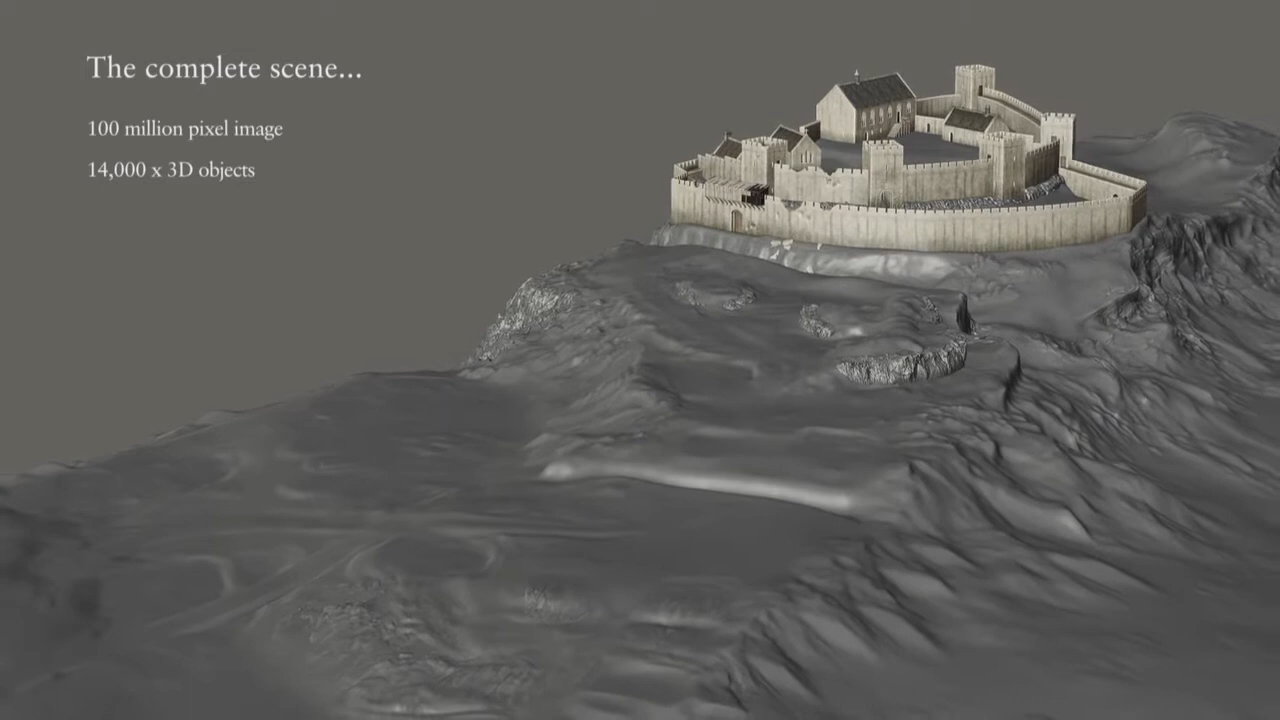 The complete scene...
100 million pixel image
14,000 x 3D objects